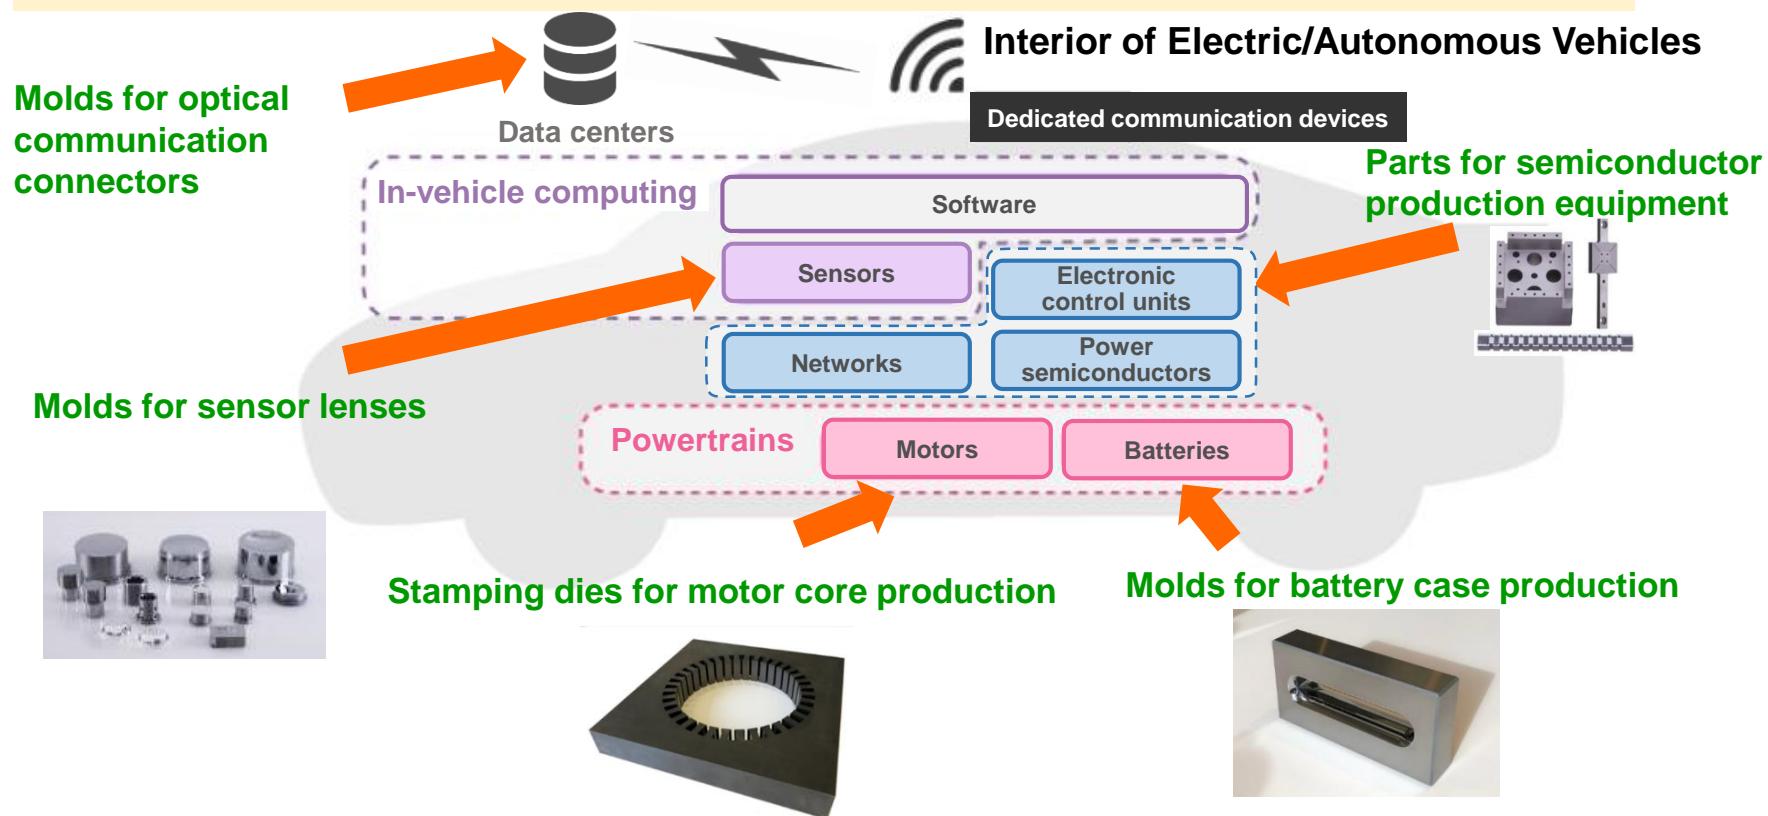 Interior of Electric/Autonomous Vehicles
Molds for optical
communication
connectors
Data centers
Dedicated communication devices
Parts for semiconductor
production equipment
In-vehicle computing
Software
Sensors
Electronic
control units
Networks
Power
semiconductors
Molds for sensor lenses
Powertrains
Motors
Batteries
Stamping dies for motor core production
Molds for battery case production